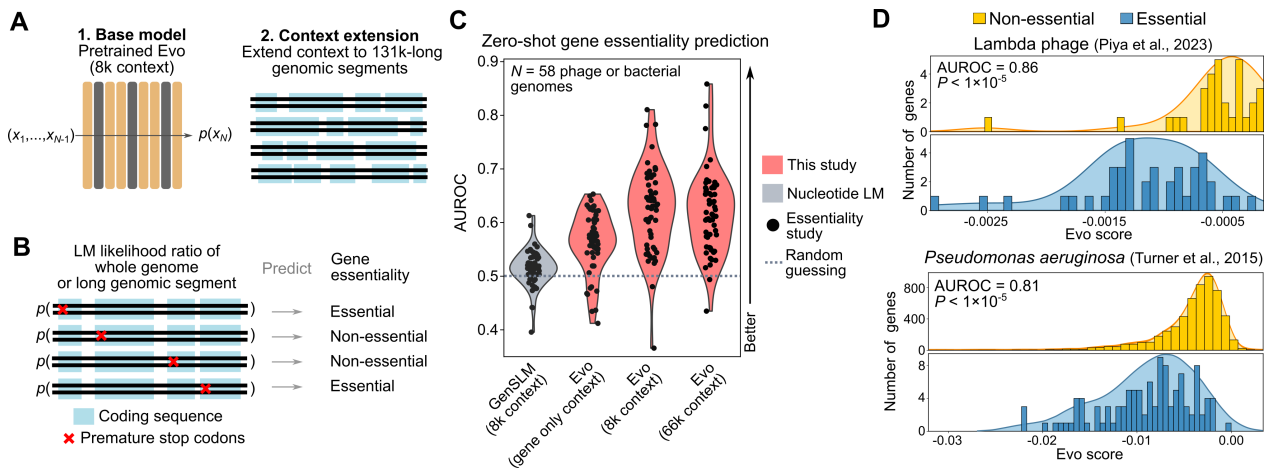 A
1. Base model
Pretrained Evo
(8k context)
(x1,...,xN-1)
p(xN)
2. Context extension
Extend context to 131k-long
genomic segments
B
LM likelihood ratio of
whole genome
or long genomic segment
Predict
Gene
essentiality
p( )
Essential
p( )
Non-essential
p( )
Non-essential
p( )
Essential
Coding sequence
Premature stop codons
C
Zero-shot gene essentiality prediction
N = 58 phage or bacterial
genomes
AUROC
0.9
0.8
0.7
0.6
0.5
0.4
GenSLM
(8k context)
Evo
(gene only context)
Evo
(8k context)
Evo
(66k context)
Better
This study
Nucleotide LM
Essentiality
study
Random
guessing
D
Non-essential
Essential
Lambda phage (Piya et al., 2023)
AUROC = 0.86
P < 1×10-5
Number of genes
4
2
0
4
2
0
-0.0025
-0.0015
-0.0005
Evo score
Pseudomonas aeruginosa (Turner et al., 2015)
AUROC = 0.81
P < 1×10-5
Number of genes
800
400
0
8
4
0
-0.03
-0.02
-0.01
0.00
Evo score